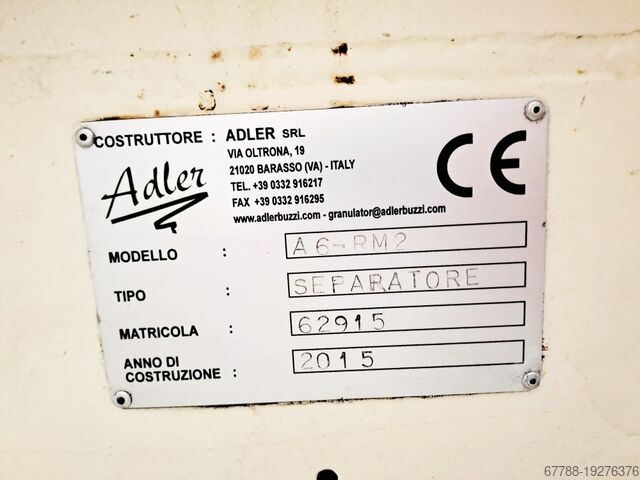 COSTRUTTORE : ADLER SRL
VIA OLTRONA, 19
21020 BARASSO (VA) - ITALY
TEL. +39 0332 916217
FAX +39 0332 916295
www.adlerbuzzi.com - granulator@adlerbuzzi.com
Adler
CE
MODELLO : A6-RM2
TIPO : SEPARATORE
MATRICOLA : 62915
ANNO DI
COSTRUZIONE : 2015
67788-19276376